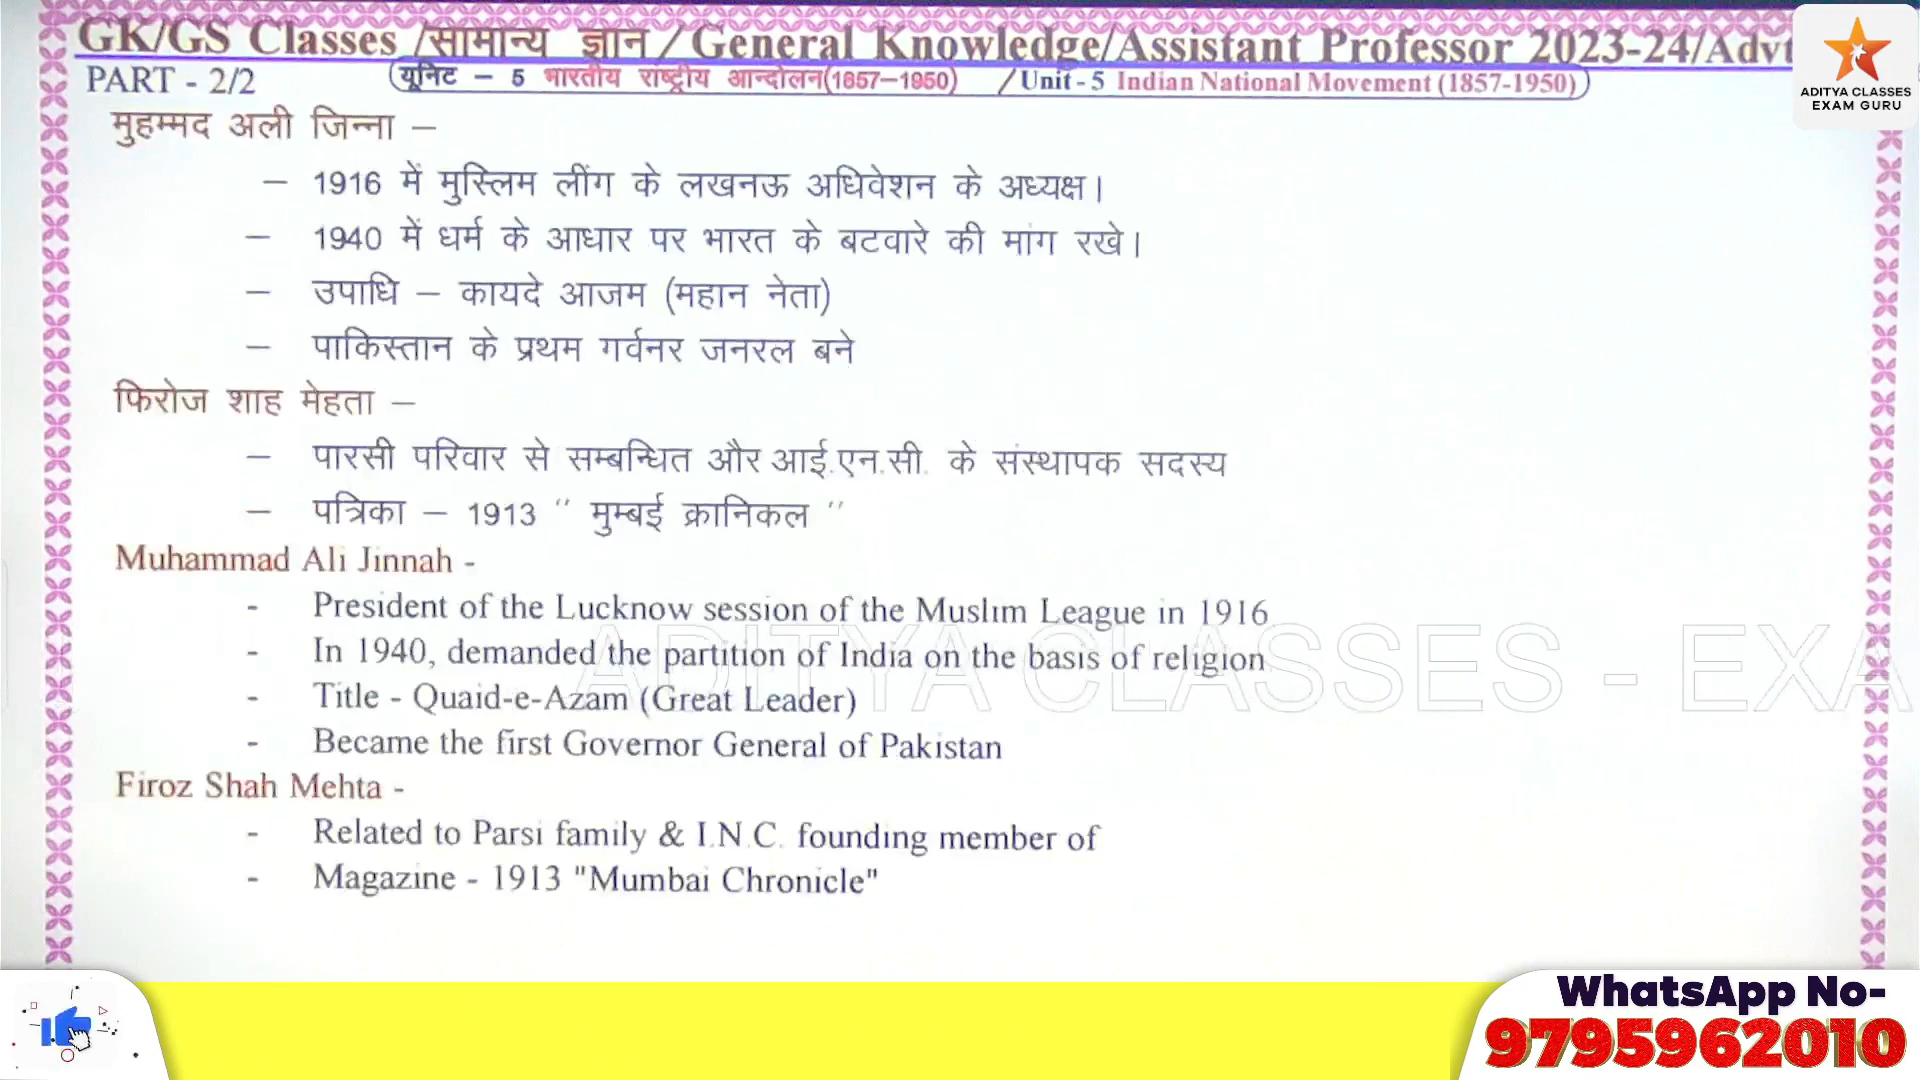 GK/GS Classes /सामान्य ज्ञान / General Knowledge/Assistant Professor 2023-24/Advt
PART - 2/2
यूनिट – 5 भारतीय राष्ट्रीय आन्दोलन(1857–1950) /Unit - 5 Indian National Movement (1857-1950)
ADITYA CLASSES
EXAM GURU
मुहम्मद अली जिन्ना –
– 1916 में मुस्लिम लींग के लखनऊ अधिवेशन के अध्यक्ष।
– 1940 में धर्म के आधार पर भारत के बटवारे की मांग रखे।
– उपाधि – कायदे आजम (महान नेता)
– पाकिस्तान के प्रथम गर्वनर जनरल बने
फिरोज शाह मेहता –
– पारसी परिवार से सम्बन्धित और आई.एन.सी. के संस्थापक सदस्य
– पत्रिका – 1913 " मुम्बई क्रानिकल "
Muhammad Ali Jinnah -
- President of the Lucknow session of the Muslim League in 1916
- In 1940, demanded the partition of India on the basis of religion
ADITYA CLASSES - EXA
- Title - Quaid-e-Azam (Great Leader)
- Became the first Governor General of Pakistan
Firoz Shah Mehta -
- Related to Parsi family & I.N.C. founding member of
- Magazine - 1913 "Mumbai Chronicle"
WhatsApp No-
9795962010